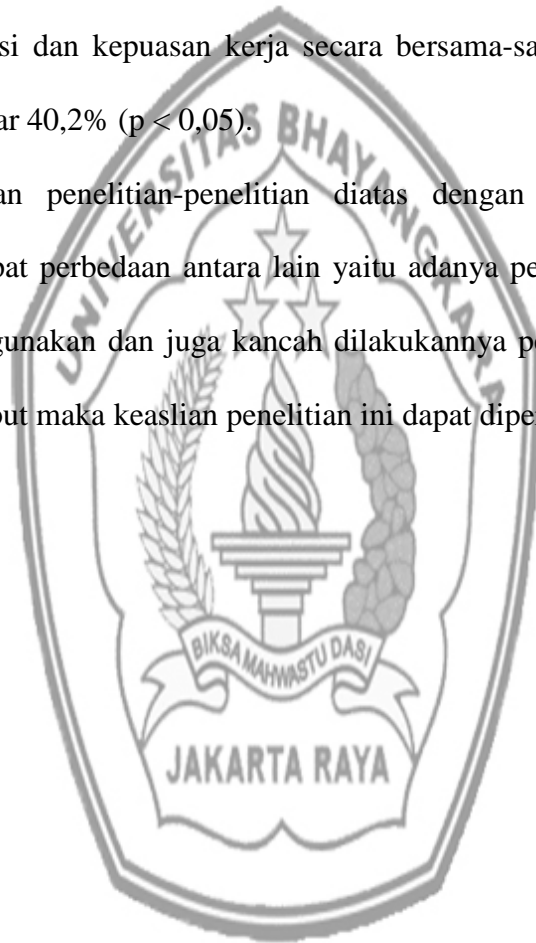 si dan kepuasan kerja secara bersama-sa
ar 40,2% (p < 0,05).
an penelitian-penelitian diatas dengan
pat perbedaan antara lain yaitu adanya pe
gunakan dan juga kancah dilakukannya pe
but maka keaslian penelitian ini dapat dipe
UNIVERSITAS BHAYANGKARA
BIKSA MAHWASTU DASI
JAKARTA RAYA